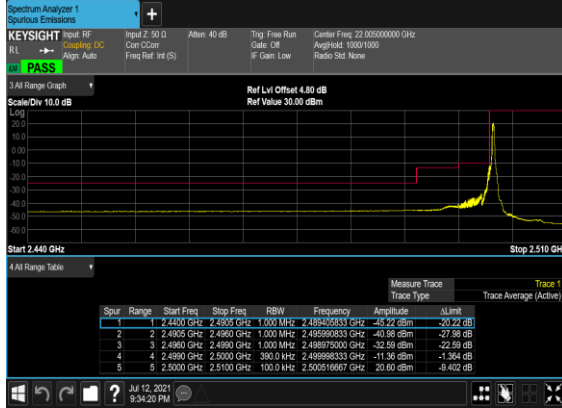 Spectrum Analyzer 1
Spurious Emissions
+
KEYSIGHT Input: RF Input Z: 50 Ω Atten: 40 dB Trig: Free Run Center Freq: 22.005000000 GHz
RL Coupling: DC Corr CCorr Gate: Off Avg|Hold: 1000/1000
Align: Auto Freq Ref: Int (S) IF Gain: Low Radio Std: None
PASS
3 All Range Graph
Ref Lvl Offset 4.80 dB
Scale/Div 10.0 dB Ref Value 30.00 dBm
Log
20.0
10.0
0.00
-10.0
-20.0
-30.0
-40.0
-50.0
-60.0
Start 2.440 GHz Stop 2.510 GH
4 All Range Table
Measure Trace Trace 1
Trace Type Trace Average (Active)
Spur Range Start Freq Stop Freq RBW Frequency Amplitude ΔLimit
1 1 2.4400 GHz 2.4905 GHz 1.000 MHz 2.489405833 GHz -45.22 dBm -20.22 dB
2 2 2.4905 GHz 2.4960 GHz 1.000 MHz 2.495990833 GHz -40.98 dBm -27.98 dB
3 3 2.4960 GHz 2.4990 GHz 1.000 MHz 2.498975000 GHz -32.59 dBm -22.59 dB
4 4 2.4990 GHz 2.5000 GHz 390.0 kHz 2.499998333 GHz -11.36 dBm -1.364 dB
5 5 2.5000 GHz 2.5100 GHz 100.0 kHz 2.500516667 GHz 20.60 dBm -9.402 dB
?
Jul 12, 2021
9:34:20 PM